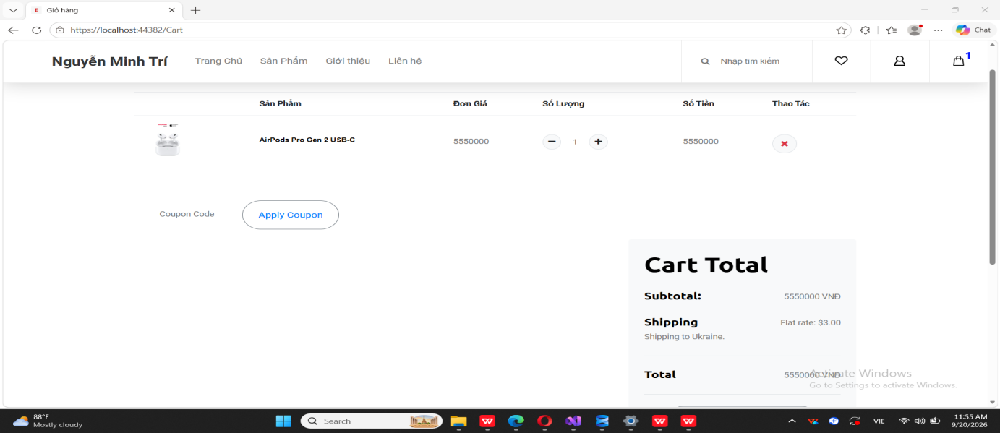 Giỏ hàng
https://localhost:44382/Cart
Chat
Nguyễn Minh Trí Trang Chủ Sản Phẩm Giới thiệu Liên hệ Nhập tìm kiếm 1
Sản Phẩm Đơn Giá Số Lượng Số Tiền Thao Tác
AirPods Pro Gen 2 USB-C 5550000 1 5550000
Coupon Code Apply Coupon
Cart Total
Subtotal: 5550000 VNĐ
Shipping Flat rate: $3.00
Shipping to Ukraine.
Total 5550000 VNĐ
Activate Windows
Go to Settings to activate Windows.
88°F
Mostly cloudy
Search
VIE
11:55 AM
9/20/2026